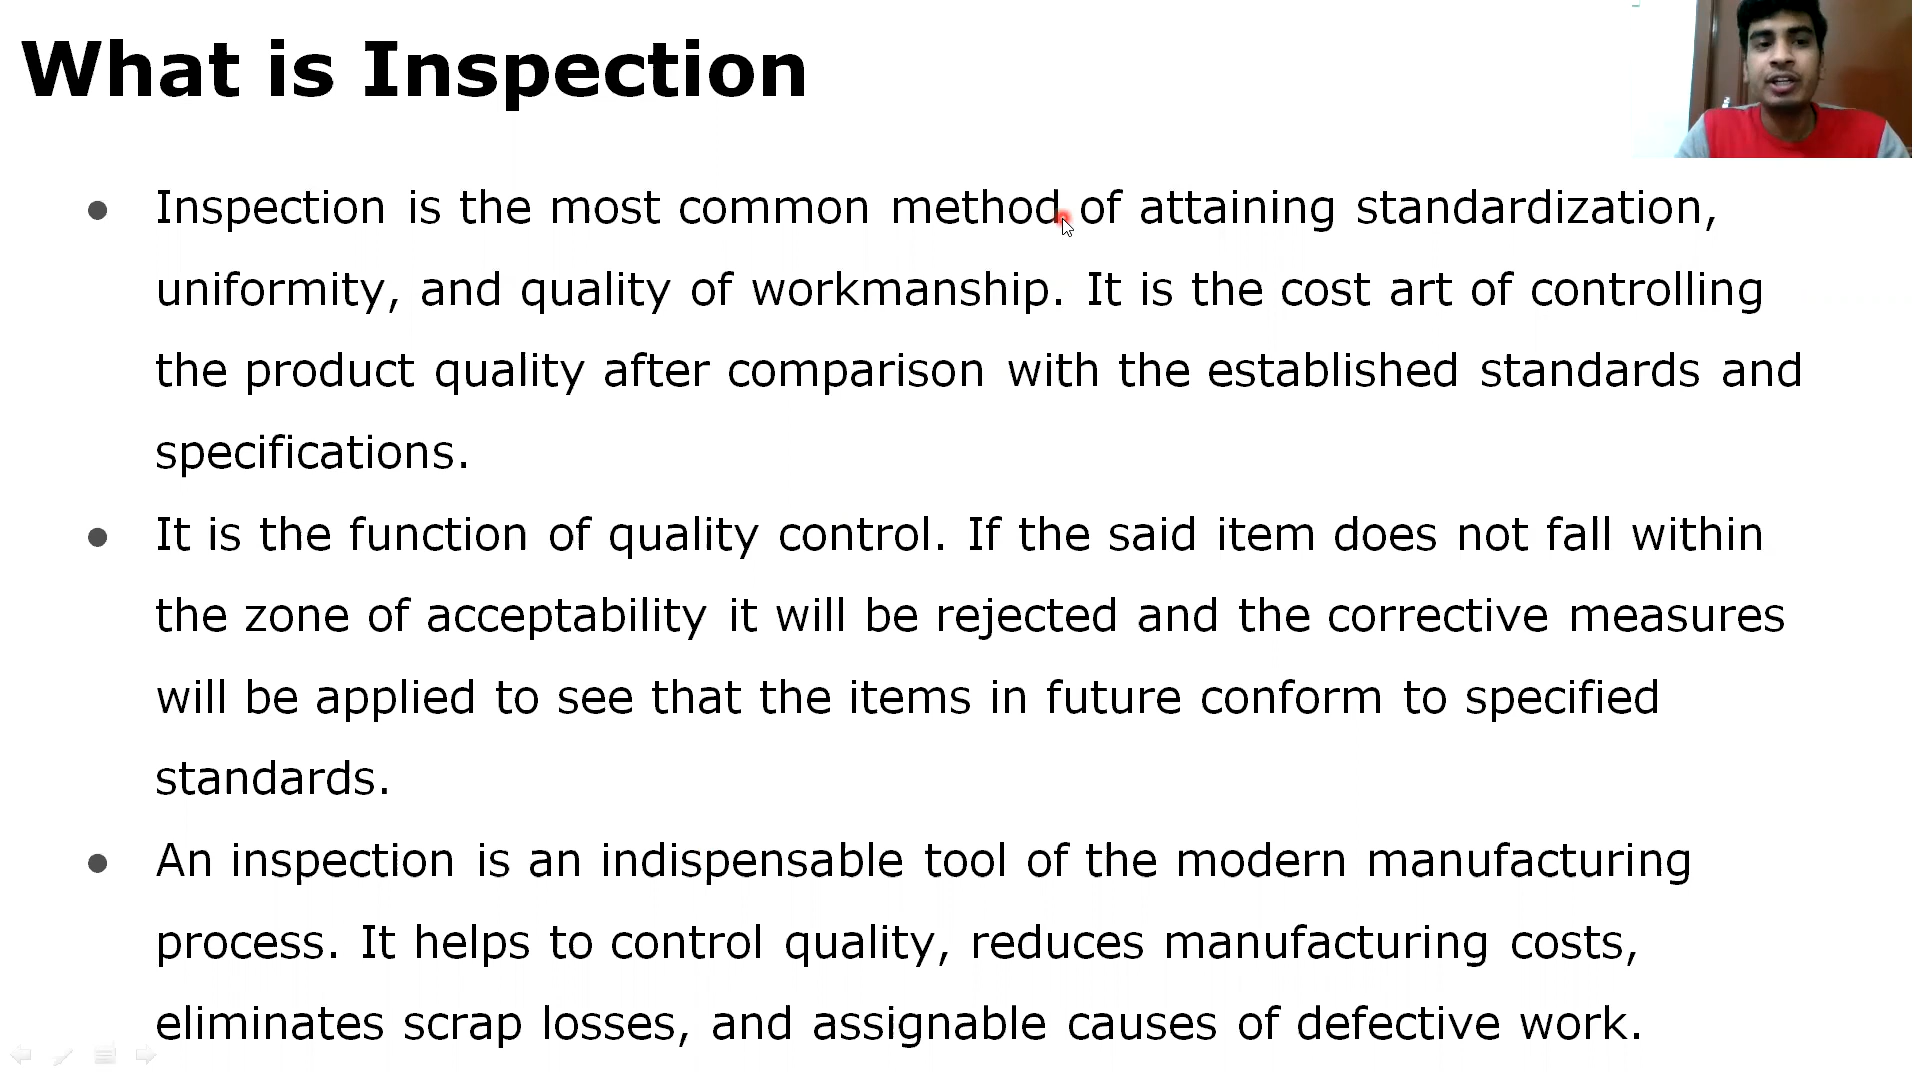 What is Inspection
● Inspection is the most common method of attaining standardization,
uniformity, and quality of workmanship. It is the cost art of controlling
the product quality after comparison with the established standards and
specifications.
● It is the function of quality control. If the said item does not fall within
the zone of acceptability it will be rejected and the corrective measures
will be applied to see that the items in future conform to specified
standards.
● An inspection is an indispensable tool of the modern manufacturing
process. It helps to control quality, reduces manufacturing costs,
eliminates scrap losses, and assignable causes of defective work.